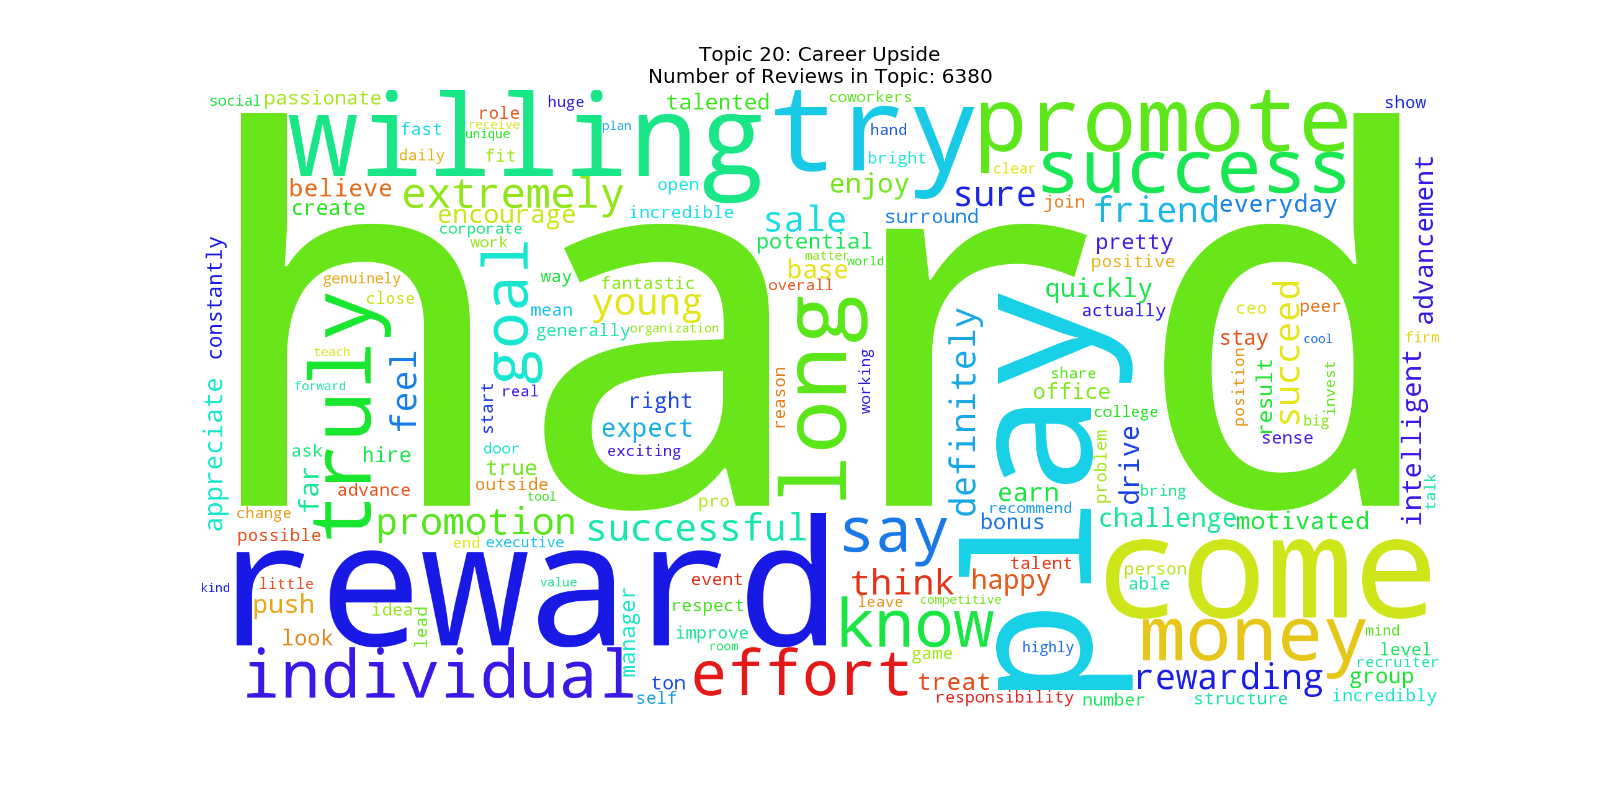 Topic 20: Career Upside
Number of Reviews in Topic: 6380
social
passionate
willing
fast
role
receive
unique
huge
plan
daily
fit
talented
coworkers
try
hand
bright
promote
clear
success
show
believe
create
extremely
encourage
corporate
work
open
incredible
enjoy
sure
join
friend
everyday
surround
sale
potential
matter
world
base
overall
pretty
positive
quickly
actually
advancement
constantly
hard
genuinely
close
truly
teach
forward
feel
goal
way
mean
generally
fantastic
young
organization
long
reason
working
definitely
play
share
office
college
stay
ceo
peer
cool
succeed
position
result
invest
big
sense
firm
intelligent
talk
appreciate
ask
far
hire
advance
start
real
door
true
outside
tool
right
expect
exciting
pro
earn
recommend
bonus
problem
drive
bring
challenge
motivated
change
possible
promotion
end
executive
successful
say
reward
come
kind
little
push
look
idea
lead
value
manager
event
respect
improve
room
think
leave
competitive
happy
talent
person
able
know
game
money
mind
level
recruiter
group
incredibly
individual
ton
self
effort
treat
responsibility
highly
number
rewarding
structure